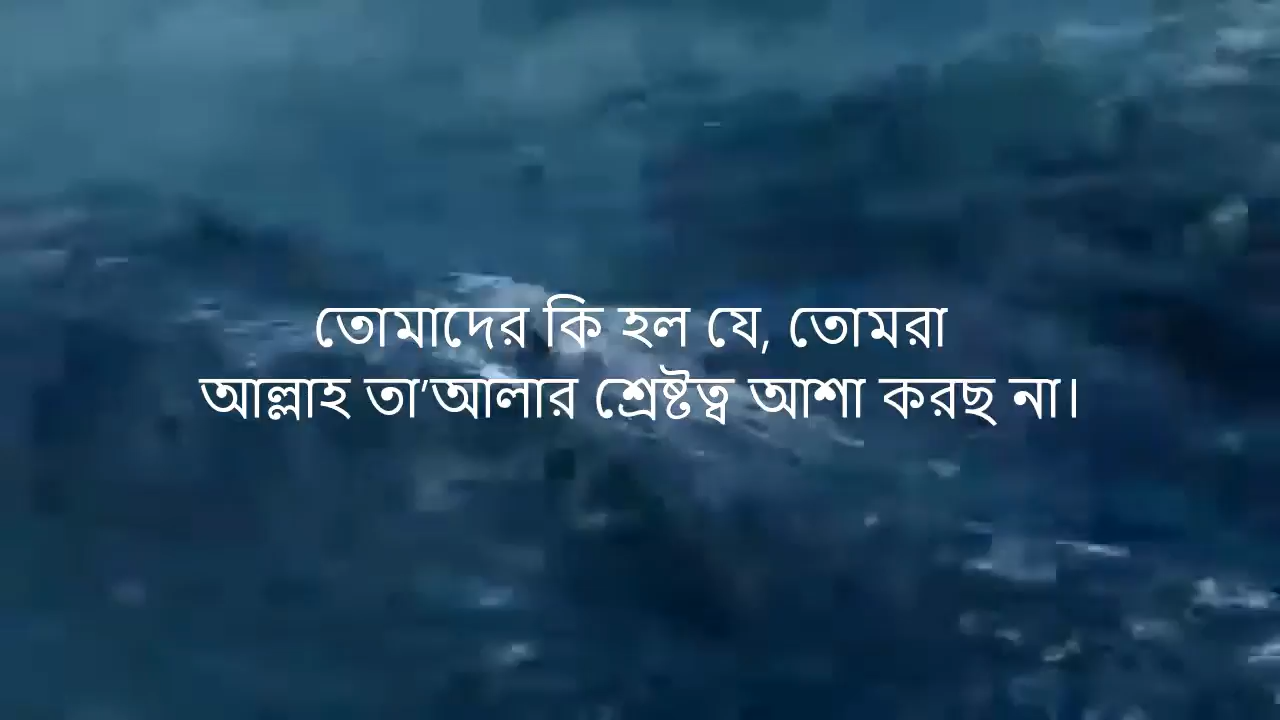 তোমাদের কি হল যে, তোমরা
আল্লাহ তা’আলার শ্রেষ্টত্ব আশা করছ না।